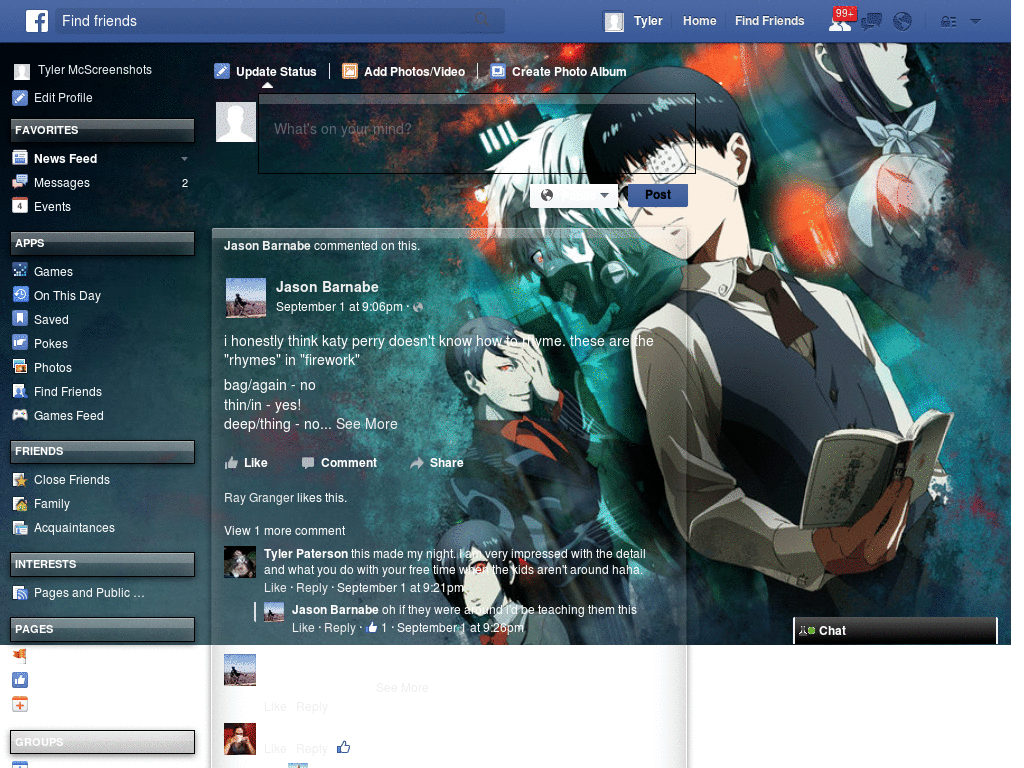 Find friends
Tyler
Home
Find Friends
99+
Tyler McScreenshots
Edit Profile
FAVORITES
News Feed
Messages
2
Events
4
APPS
Games
On This Day
Saved
Pokes
Photos
Find Friends
Games Feed
FRIENDS
Close Friends
Family
Acquaintances
INTERESTS
Pages and Public ...
PAGES
GROUPS
Update Status
Add Photos/Video
Create Photo Album
What's on your mind?
Post
Jason Barnabe commented on this.
Jason Barnabe
September 1 at 9:06pm ·
i honestly think katy perry doesn't know how to rhyme. these are the
"rhymes" in "firework"
bag/again - no
thin/in - yes!
deep/thing - no... See More
Like
Comment
Share
Ray Granger likes this.
View 1 more comment
Tyler Paterson this made my night. I am very impressed with the detail
and what you do with your free time when the kids aren't around haha.
Like · Reply · September 1 at 9:21pm
Jason Barnabe oh if they were around i'd be teaching them this
Like · Reply · 1 · September 1 at 9:26pm
See More
Like Reply
Like Reply
Chat